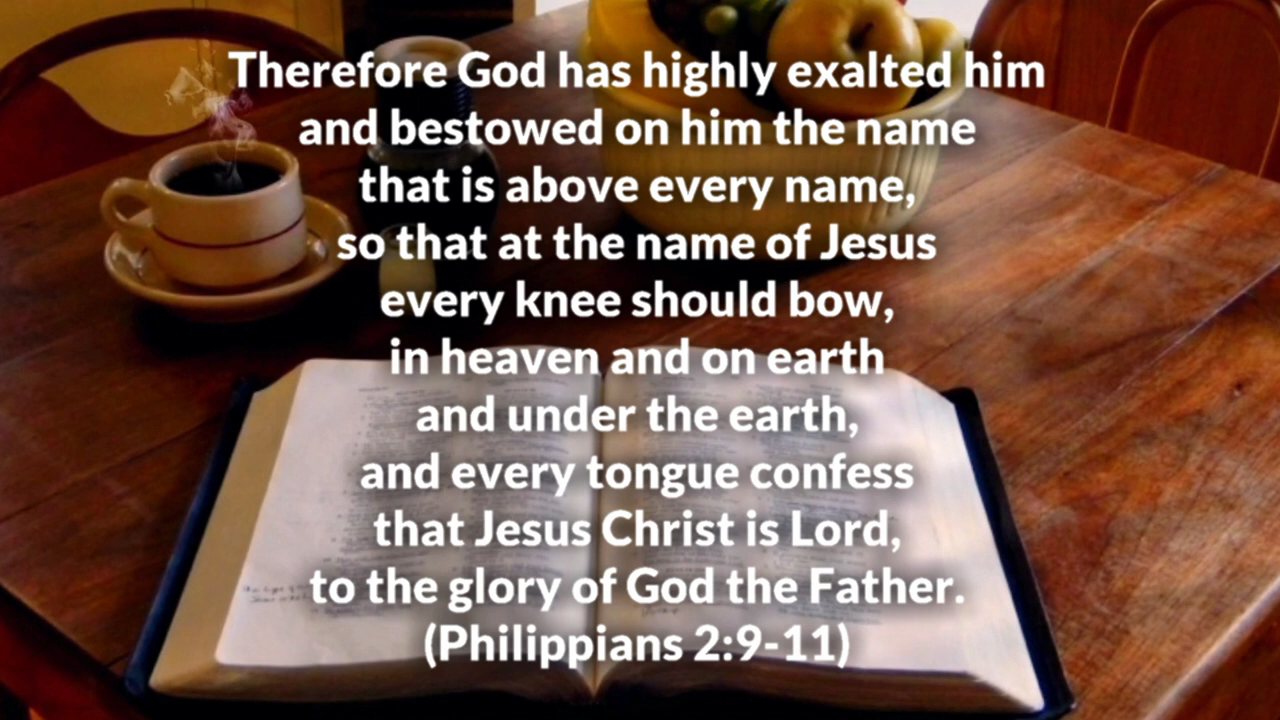 Therefore God has highly exalted him
and bestowed on him the name
that is above every name,
so that at the name of Jesus
every knee should bow,
in heaven and on earth
and under the earth,
and every tongue confess
that Jesus Christ is Lord,
to the glory of God the Father.
(Philippians 2:9-11)